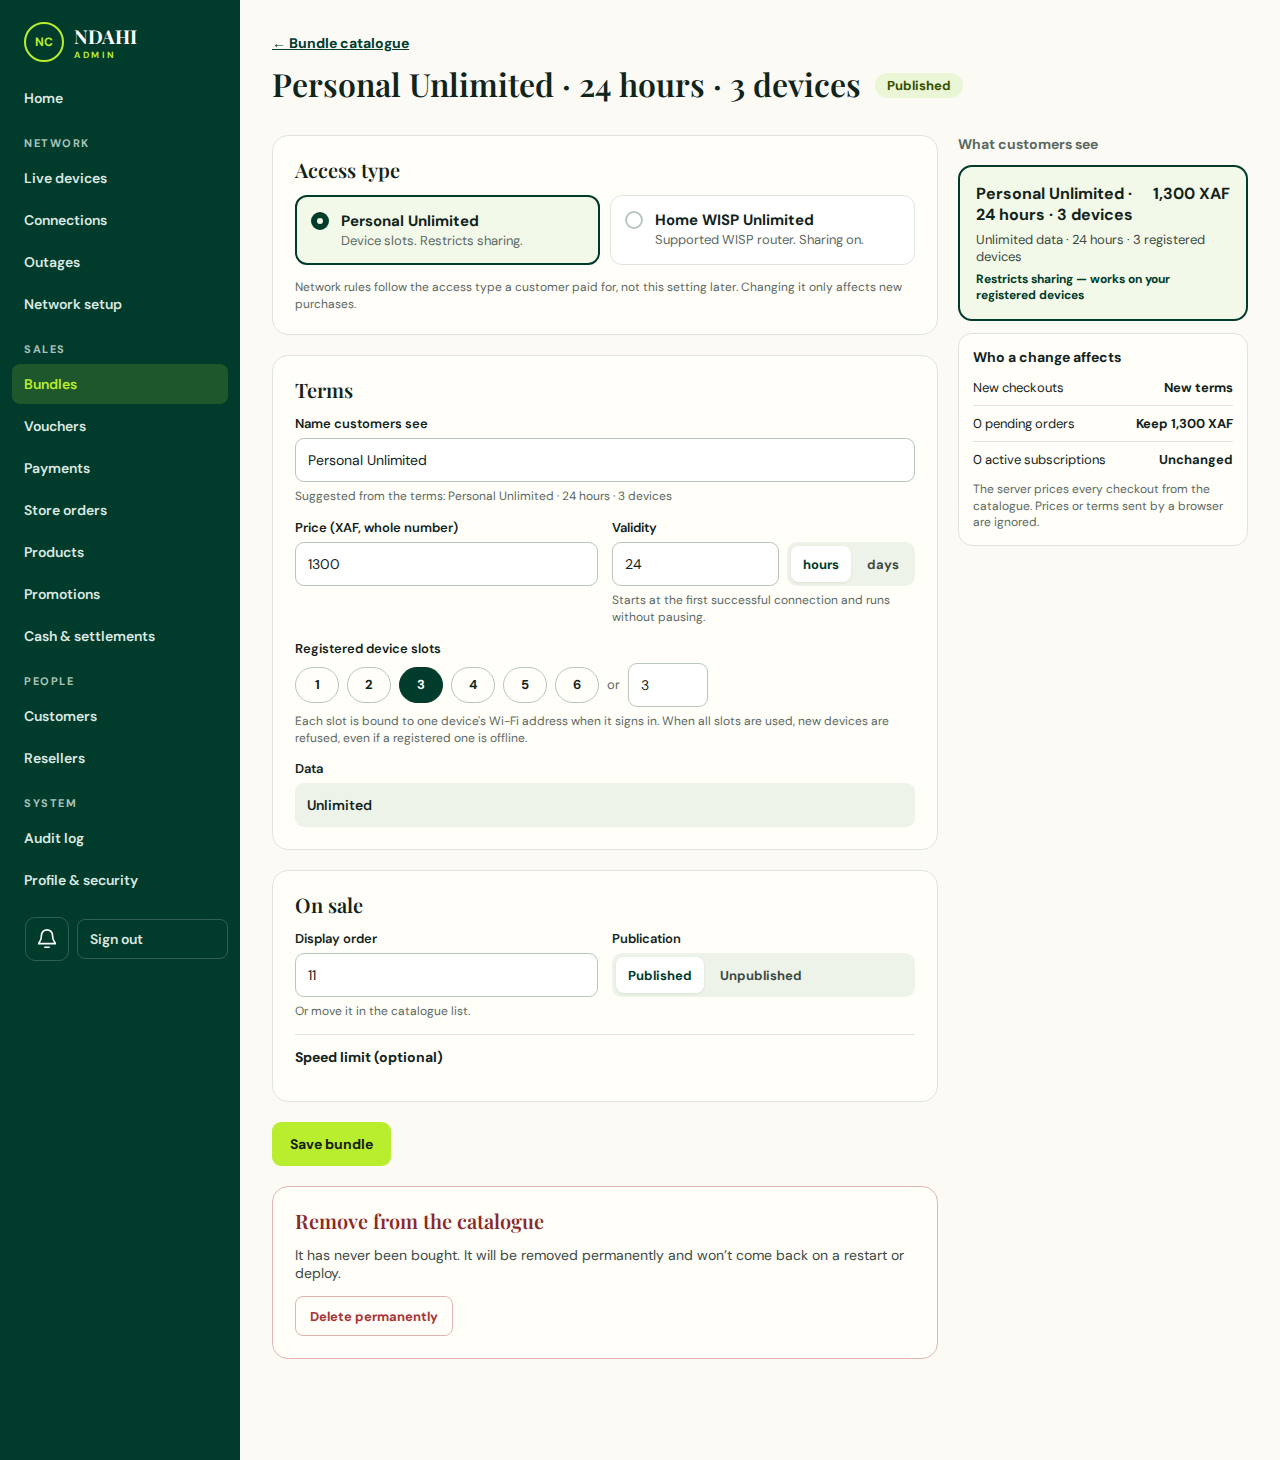 NC
NDAHI
ADMIN
Home
NETWORK
Live devices
Connections
Outages
Network setup
SALES
Bundles
Vouchers
Payments
Store orders
Products
Promotions
Cash & settlements
PEOPLE
Customers
Resellers
SYSTEM
Audit log
Profile & security
Sign out
← Bundle catalogue
Personal Unlimited · 24 hours · 3 devices
Published
Access type
Personal Unlimited
Device slots. Restricts sharing.
Home WISP Unlimited
Supported WISP router. Sharing on.
Network rules follow the access type a customer paid for, not this setting later. Changing it only affects new
purchases.
Terms
Name customers see
Personal Unlimited
Suggested from the terms: Personal Unlimited · 24 hours · 3 devices
Price (XAF, whole number)
1300
Validity
24
hours
days
Starts at the first successful connection and runs
without pausing.
Registered device slots
1 2 3 4 5 6 or 3
Each slot is bound to one device's Wi-Fi address when it signs in. When all slots are used, new devices are
refused, even if a registered one is offline.
Data
Unlimited
On sale
Display order
11
Or move it in the catalogue list.
Publication
Published
Unpublished
Speed limit (optional)
Save bundle
Remove from the catalogue
It has never been bought. It will be removed permanently and won’t come back on a restart or
deploy.
Delete permanently
What customers see
Personal Unlimited · 1,300 XAF
24 hours · 3 devices
Unlimited data · 24 hours · 3 registered
devices
Restricts sharing — works on your
registered devices
Who a change affects
New checkouts New terms
0 pending orders Keep 1,300 XAF
0 active subscriptions Unchanged
The server prices every checkout from the
catalogue. Prices or terms sent by a browser
are ignored.